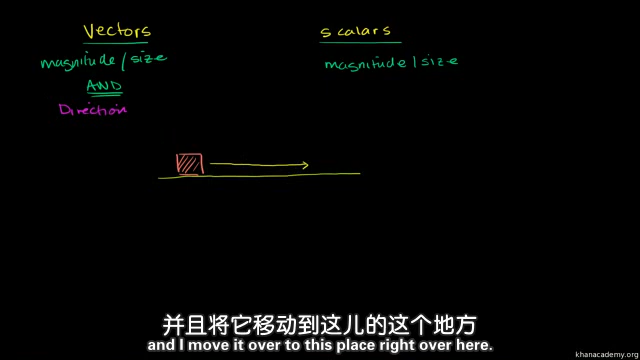 Vectors
magnitude / size
AND
Direction
scalars
magnitude / size
并且将它移动到这儿的这个地方
and I move it over to this place right over here.
khanacademy.org